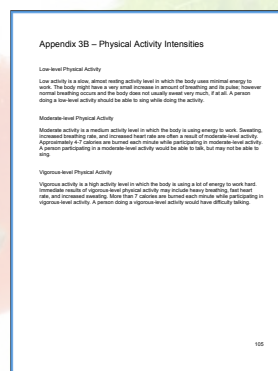 Appendix 3B – Physical Activity Intensities
Low-level Physical Activity
Low activity is a slow, almost resting activity level in which the body uses minimal energy to
work. The body might have a very small increase in amount of breathing and its pulse; however
normal breathing occurs and the body does not usually sweat very much, if at all. A person
doing a low-level activity should be able to sing while doing the activity.
Moderate-level Physical Activity
Moderate activity is a medium activity level in which the body is using energy to work. Sweating,
increased breathing rate, and increased heart rate are often a result of moderate-level activity.
Approximately 4-7 calories are burned each minute while participating in moderate-level activity.
A person participating in a moderate-level activity would be able to talk, but may not be able to
sing.
Vigorous-level Physical Activity
Vigorous activity is a high activity level in which the body is using a lot of energy to work hard.
Immediate results of vigorous-level physical activity may include heavy breathing, fast heart
rate, and increased sweating. More than 7 calories are burned each minute while participating in
vigorous-level activity. A person doing a vigorous-level activity would have difficulty talking.
105